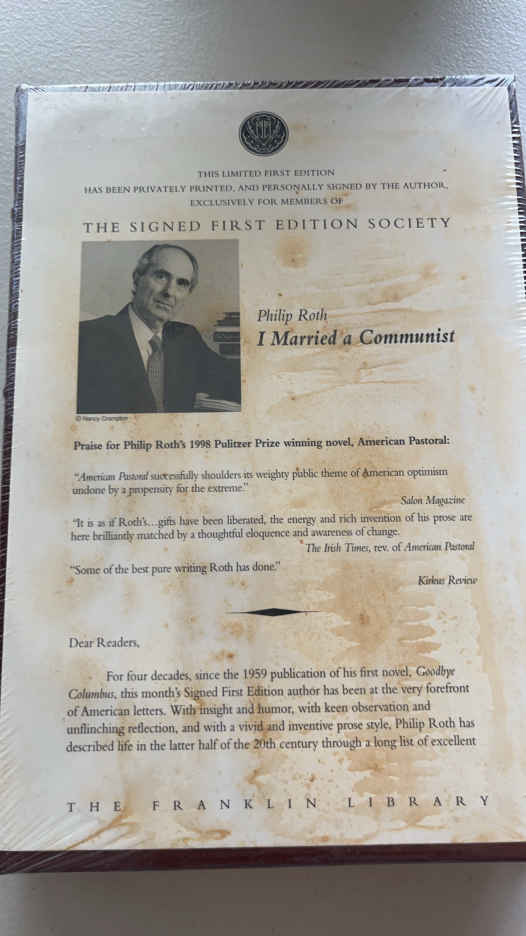 THIS LIMITED FIRST EDITION
HAS BEEN PRIVATELY PRINTED, AND PERSONALLY SIGNED BY THE AUTHOR,
EXCLUSIVELY FOR MEMBERS OF
THE SIGNED FIRST EDITION SOCIETY
Philip Roth
I Married a Communist
© Nancy Crampton
Praise for Philip Roth's 1998 Pulitzer Prize winning novel, American Pastoral:
"American Pastoral successfully shoulders its weighty public theme of American optimism
undone by a propensity for the extreme."
Salon Magazine
"It is as if Roth's...gifts have been liberated, the energy and rich invention of his prose are
here brilliantly matched by a thoughtful eloquence and awareness of change.
The Irish Times, rev. of American Pastoral
"Some of the best pure writing Roth has done."
Kirkus Review
Dear Readers,
For four decades, since the 1959 publication of his first novel, Goodbye
Columbus, this month's Signed First Edition author has been at the very forefront
of American letters. With insight and humor, with keen observation and
unflinching reflection, and with a vivid and inventive prose style, Philip Roth has
described life in the latter half of the 20th century through a long list of excellent
THE FRANKLIN LIBRARY